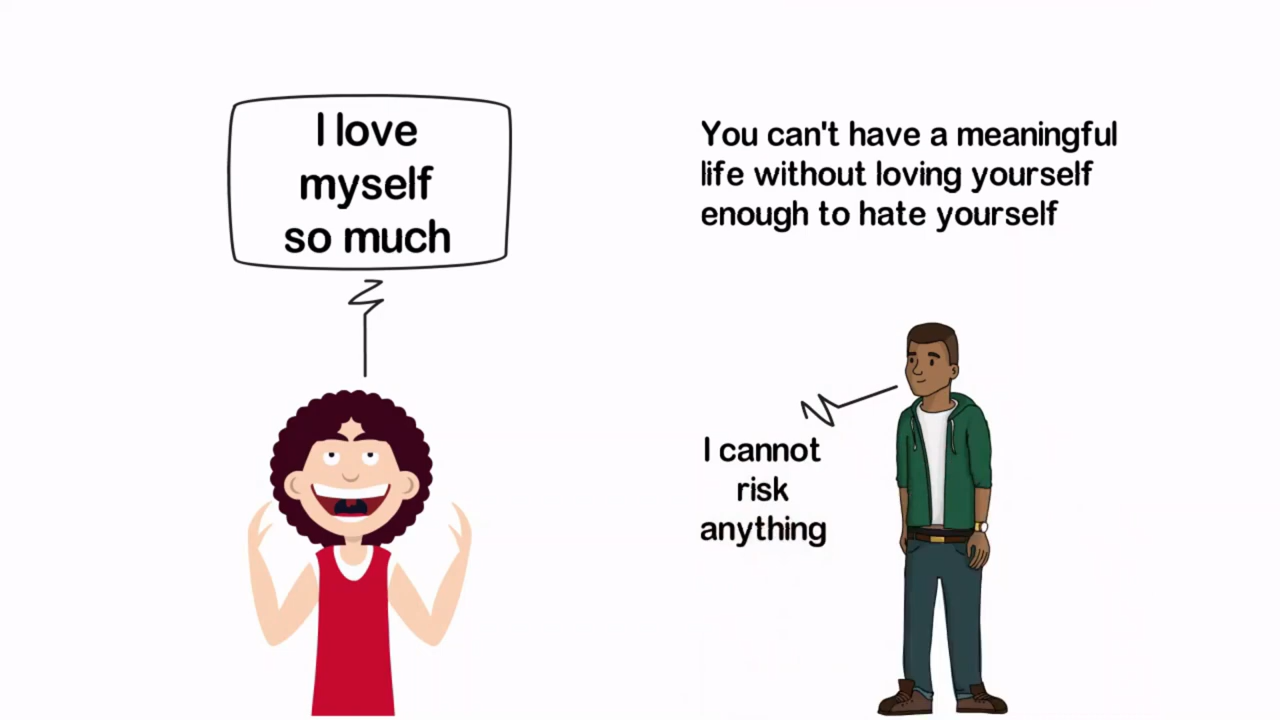 I love
myself
so much
You can't have a meaningful
life without loving yourself
enough to hate yourself
I cannot
risk
anything